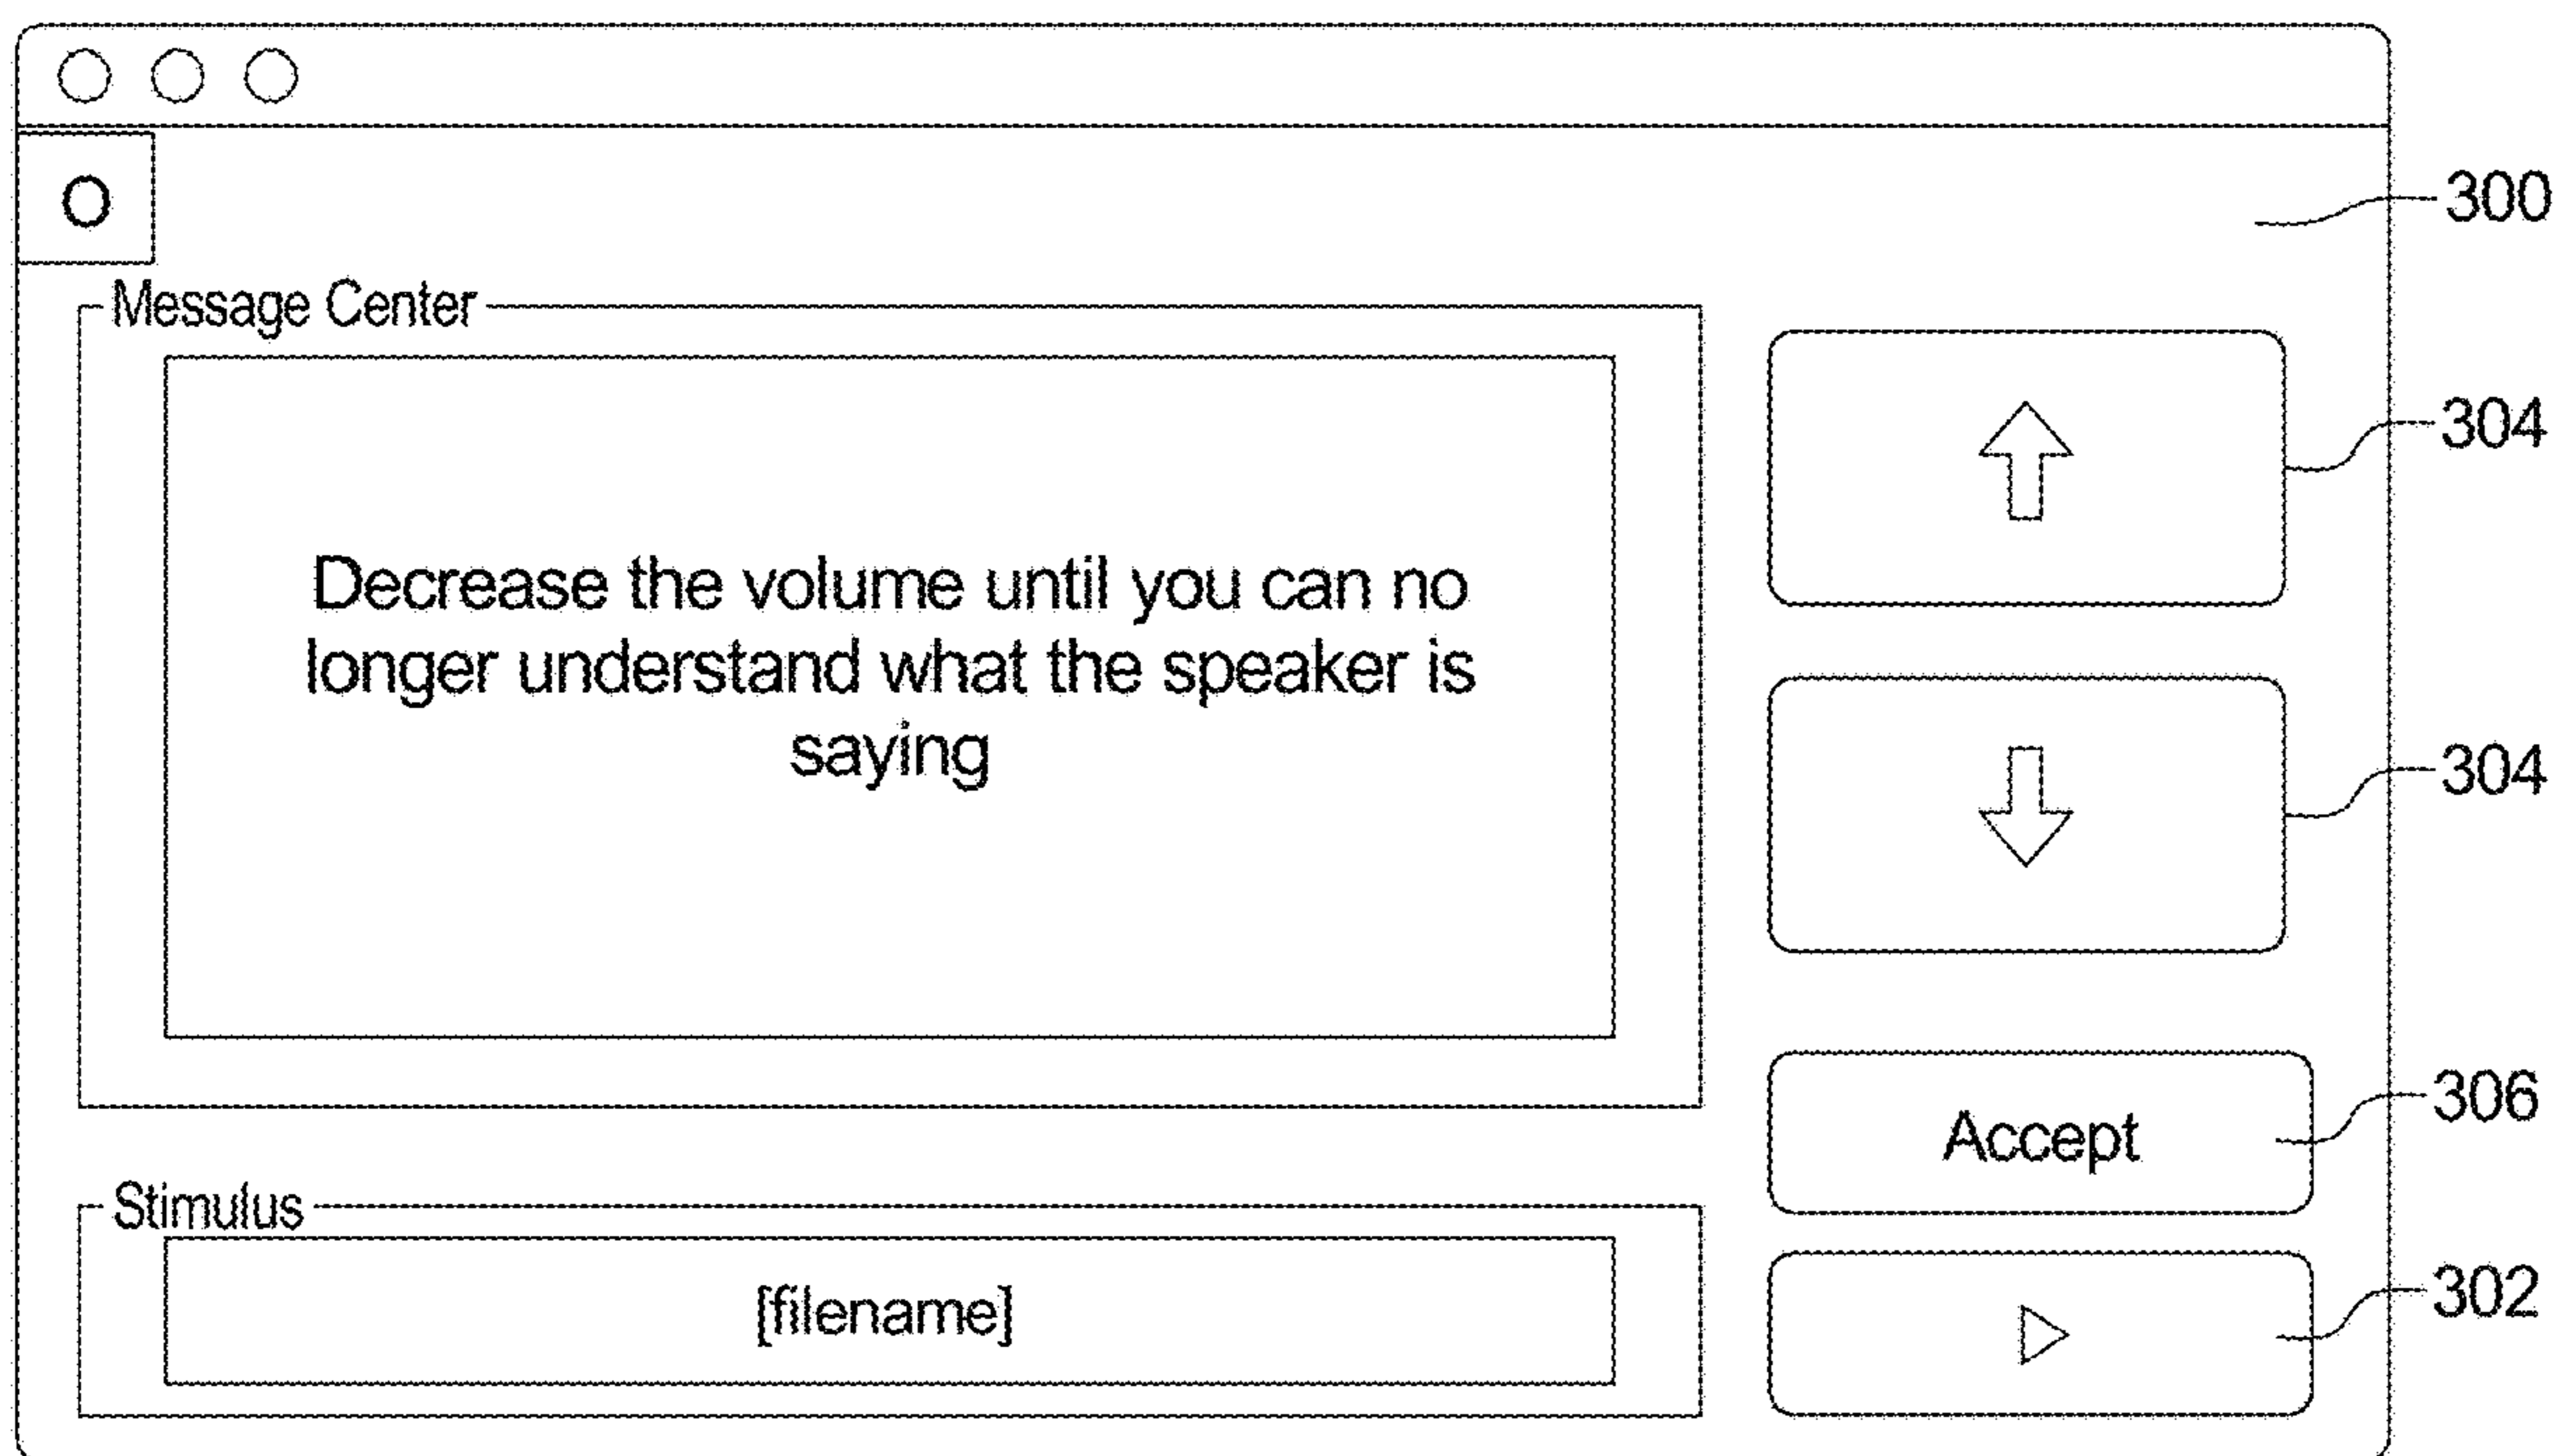 O
300
Message Center
304
Decrease the volume until you can no
longer understand what the speaker is
saying
304
306
Accept
Stimulus
302
[filename]